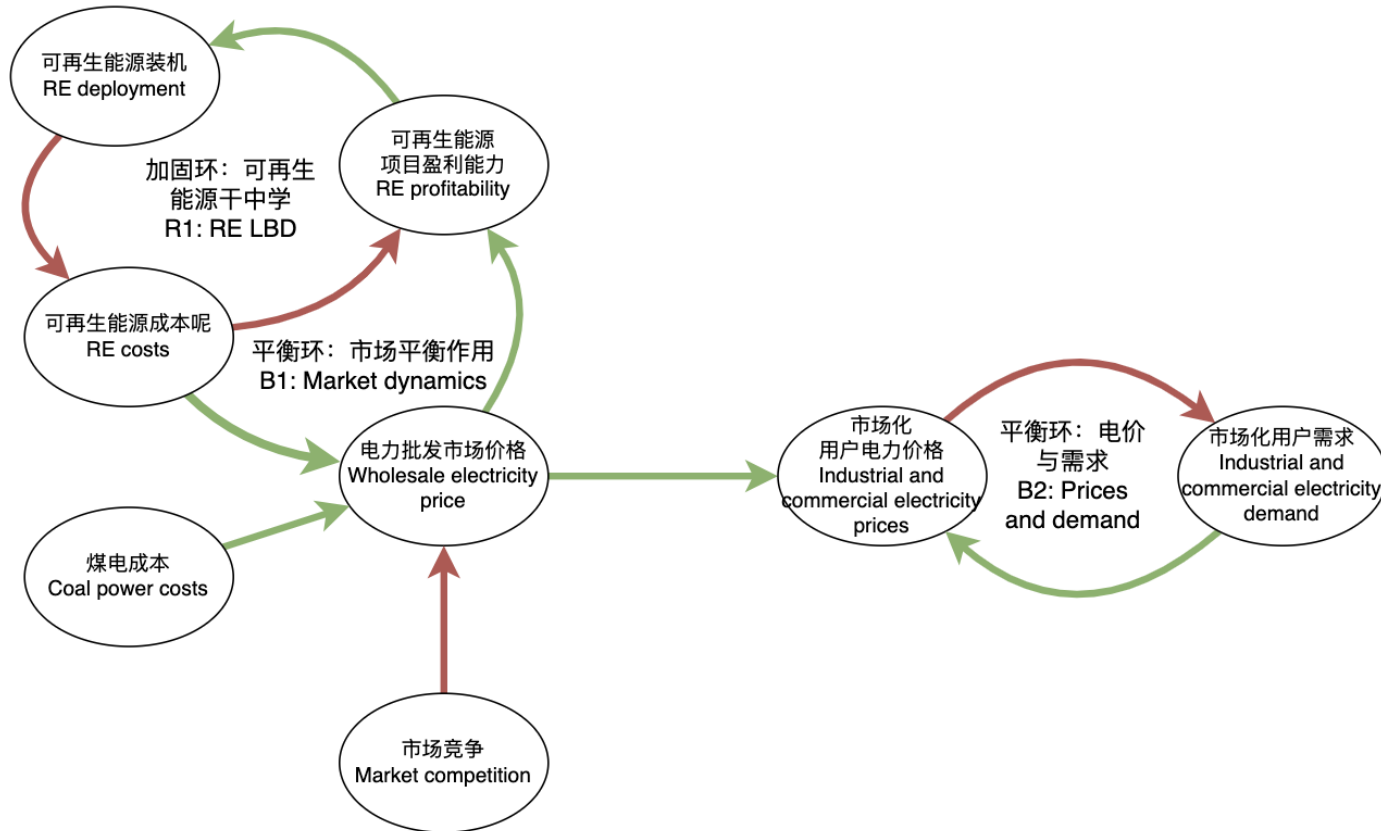 可再生能源装机
RE deployment
可再生能源
项目盈利能力
RE profitability
加固环：可再生
能源干中学
R1: RE LBD
可再生能源成本呢
RE costs
平衡环：市场平衡作用
B1: Market dynamics
电力批发市场价格
Wholesale electricity
price
市场化
用户电力价格
Industrial and
commercial electricity
prices
平衡环：电价
与需求
B2: Prices
and demand
市场化用户需求
Industrial and
commercial electricity
demand
煤电成本
Coal power costs
市场竞争
Market competition